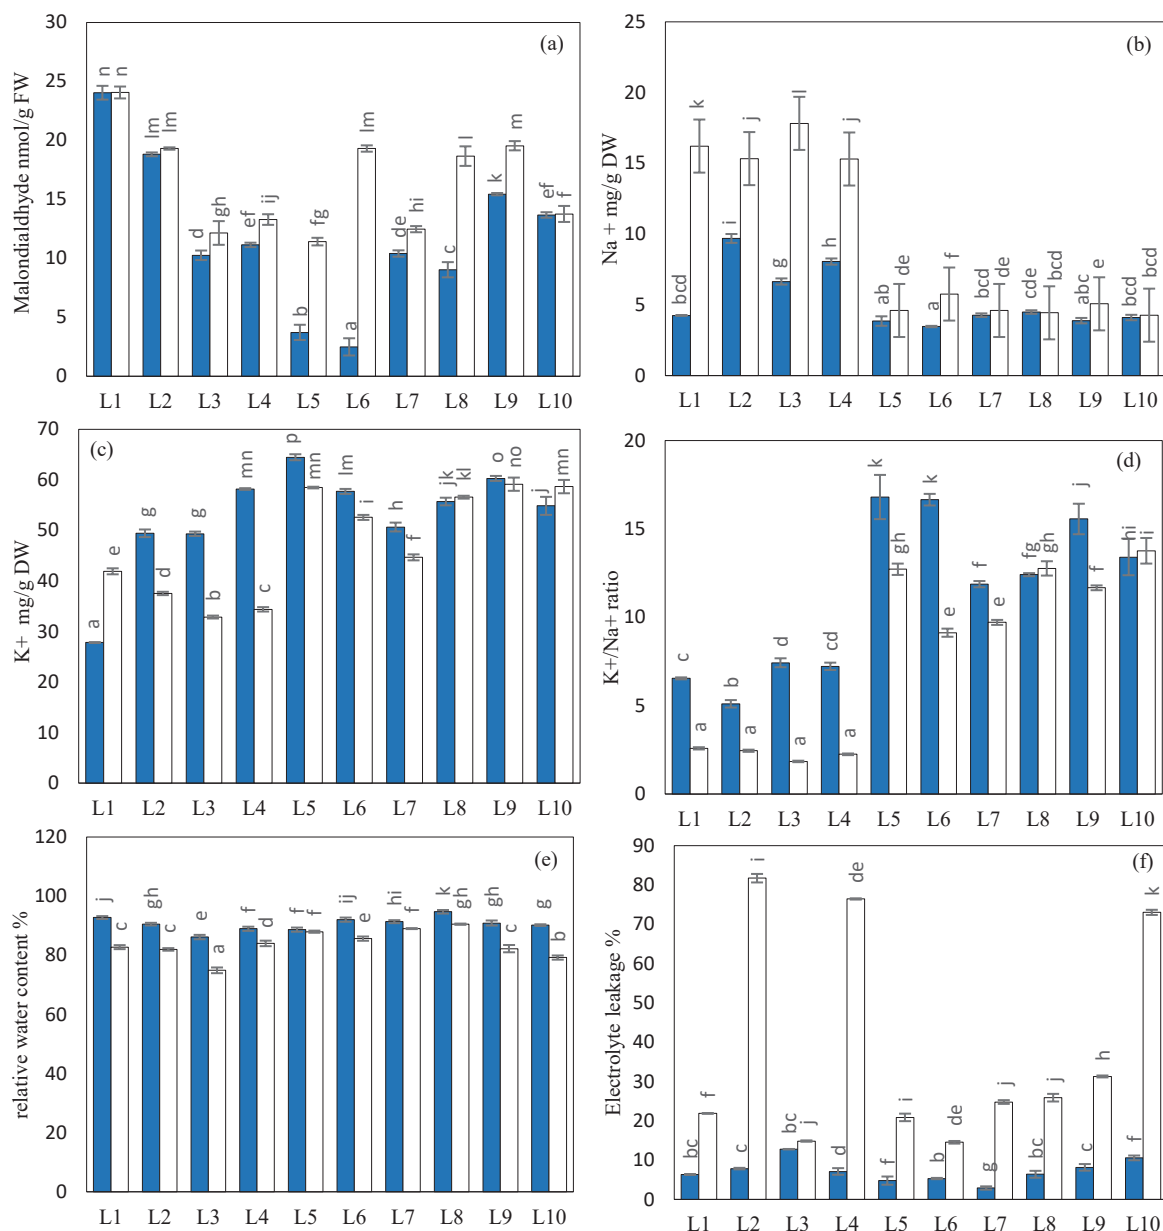 (a)
Malondialdhyde nmol/g FW
30
25
20
15
10
5
0
n n lm lm d gh ef ij b fg a lm de hi c l k m ef f
L1 L2 L3 L4 L5 L6 L7 L8 L9 L10
(b)
Na + mg/g DW
25
20
15
10
5
0
bcd k i j g l h j ab de a f bcd de cde bcd abc e bcd bcd
L1 L2 L3 L4 L5 L6 L7 L8 L9 L10
(c)
K+ mg/g DW
70
60
50
40
30
20
10
0
a e g d g b mn c p mn lm i h f jk kl o no j mn
L1 L2 L3 L4 L5 L6 L7 L8 L9 L10
(d)
K+/Na+ ratio
20
15
10
5
0
c a b a d a cd a k gh k e f e fg gh j f hi i
L1 L2 L3 L4 L5 L6 L7 L8 L9 L10
(e)
relative water content %
120
100
80
60
40
20
0
j c gh c e a f d f f ij e hi f k gh gh c g b
L1 L2 L3 L4 L5 L6 L7 L8 L9 L10
(f)
Electrolyte leakage %
90
80
70
60
50
40
30
20
10
0
bc f c i bc j d de f i b de g j bc j c h f k
L1 L2 L3 L4 L5 L6 L7 L8 L9 L10